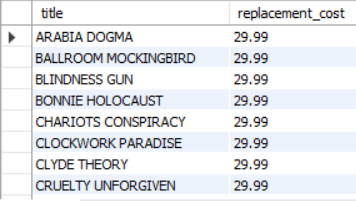 title replacement_cost
ARABIA DOGMA 29.99
BALLROOM MOCKINGBIRD 29.99
BLINDNESS GUN 29.99
BONNIE HOLOCAUST 29.99
CHARIOTS CONSPIRACY 29.99
CLOCKWORK PARADISE 29.99
CLYDE THEORY 29.99
CRUELTY UNFORGIVEN 29.99